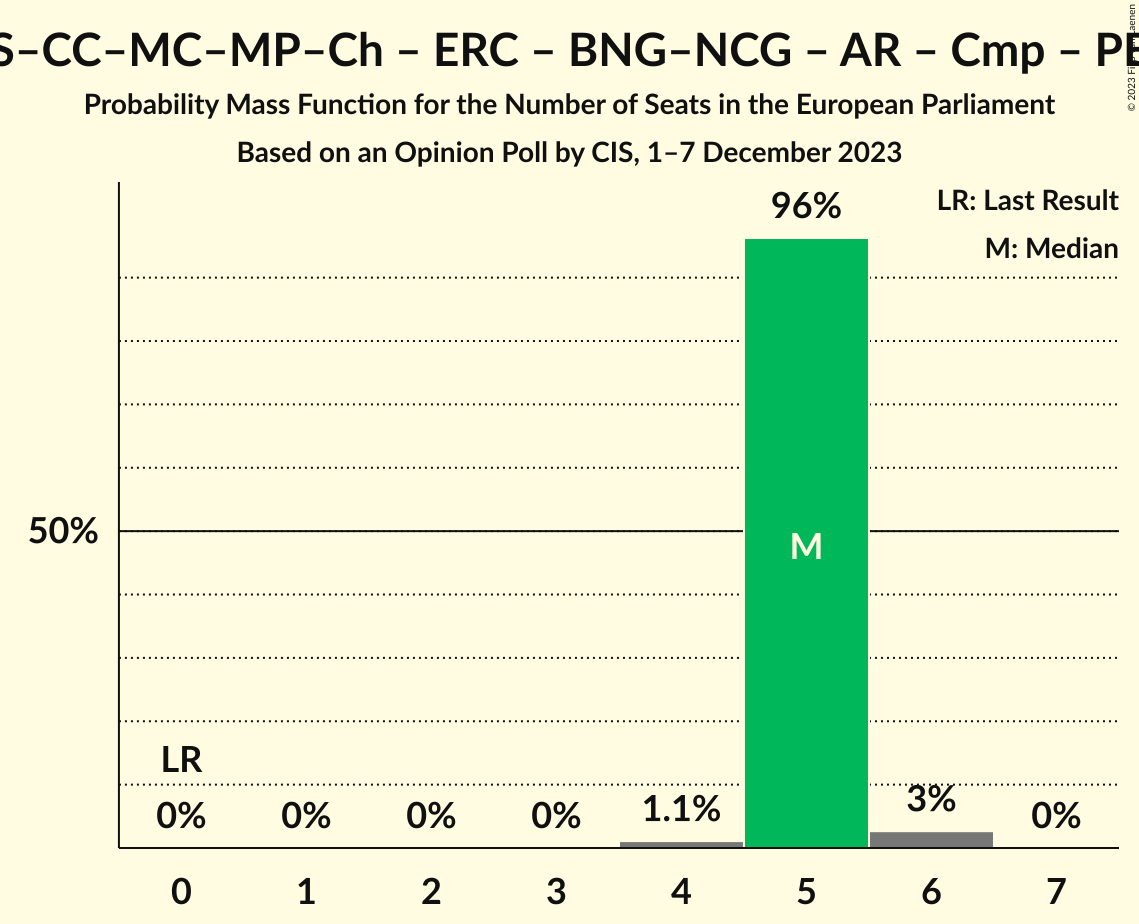 S–CC–MC–MP–Ch – ERC – BNG–NCG – AR – Cmp –
Probability Mass Function for the Number of Seats in the European Parliament
Based on an Opinion Poll by CIS, 1–7 December 2023
LR: Last Result
M: Median
96%
50%
M
LR
0% 0% 0% 0% 1.1% 3% 0%
0 1 2 3 4 5 6 7
© 2023